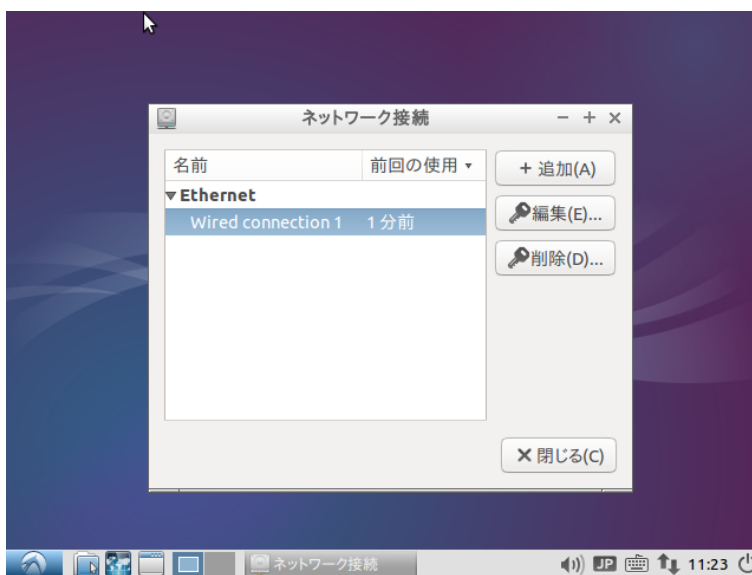 ネットワーク接続
名前 前回の使用
Ethernet
Wired connection 1 1 分前
+ 追加(A)
編集(E)...
削除(D)...
閉じる(C)
ネットワーク接続
JP 11:23